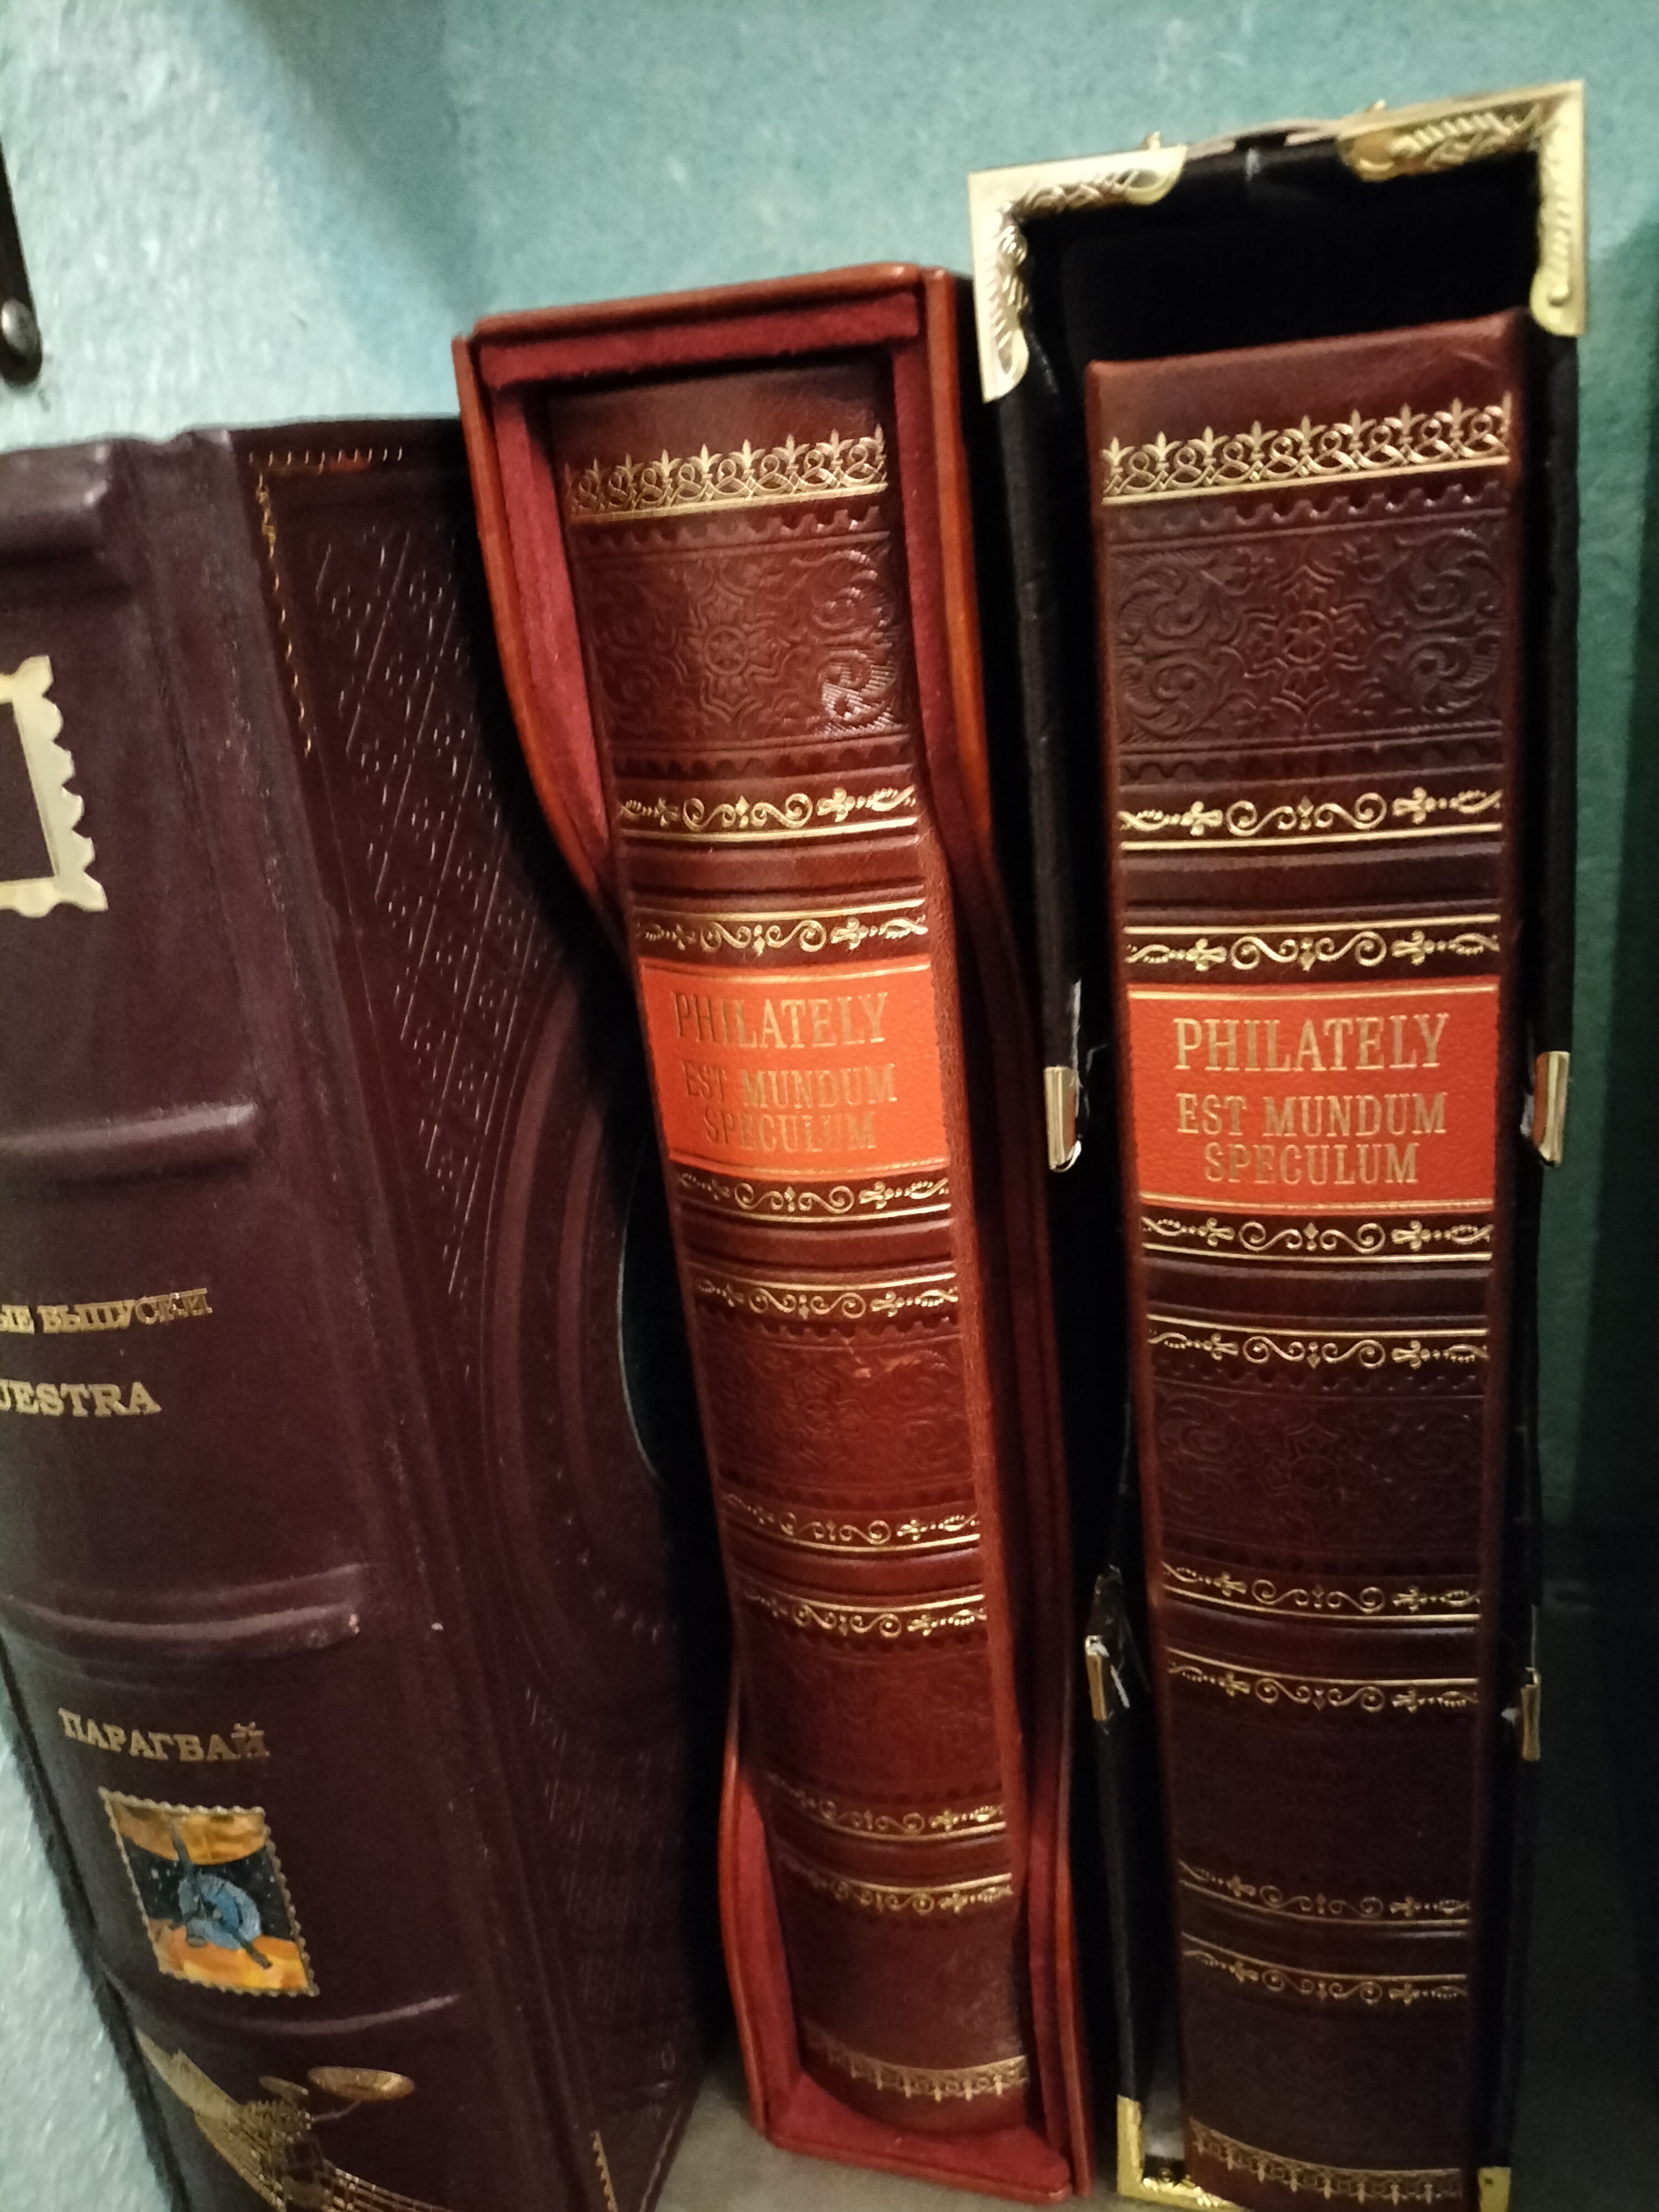 ЫЕ ВЫПУСКИ
UESTRA
ПАРАГВАЙ
PHILATELY
EST MUNDUM
SPECULUM
PHILATELY
EST MUNDUM
SPECULUM